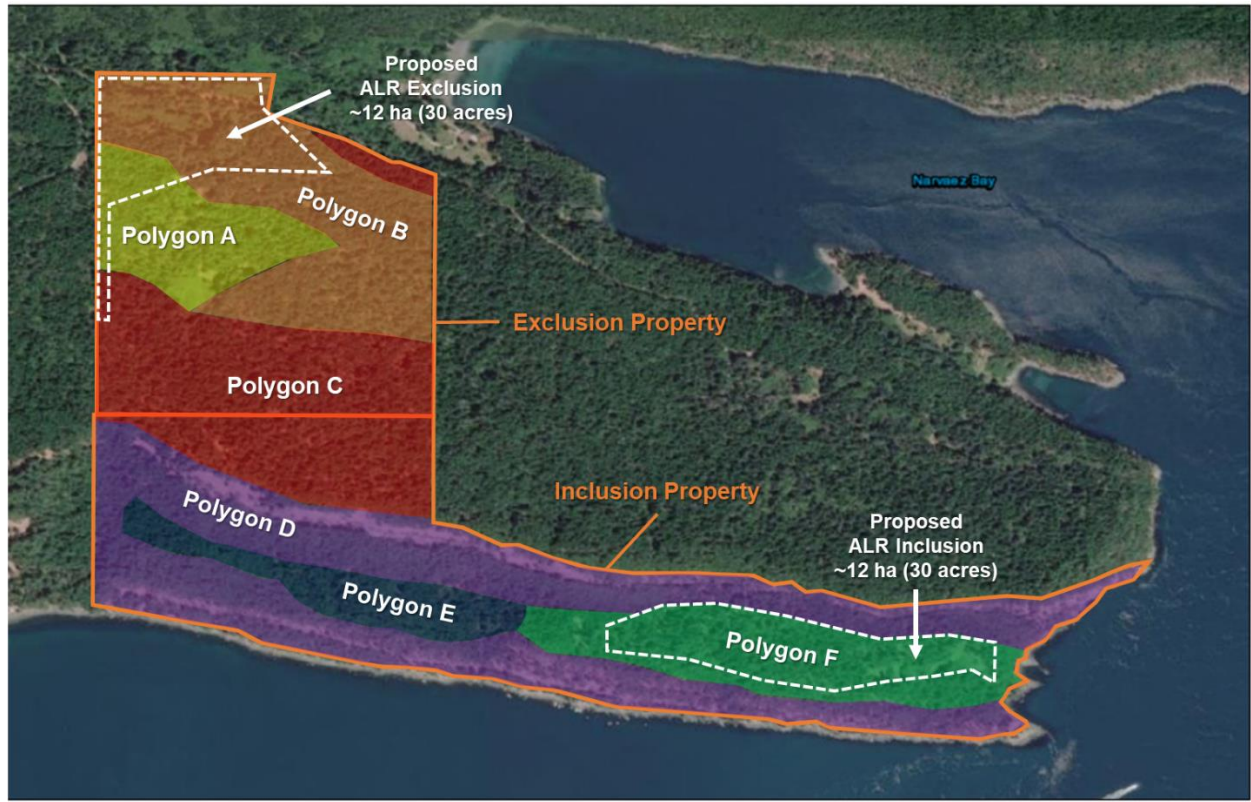 Proposed
ALR Exclusion
~12 ha (30 acres)
Narvaez Bay
Polygon B
Polygon A
Exclusion Property
Polygon C
Inclusion Property
Polygon D
Proposed
ALR Inclusion
~12 ha (30 acres)
Polygon E
Polygon F